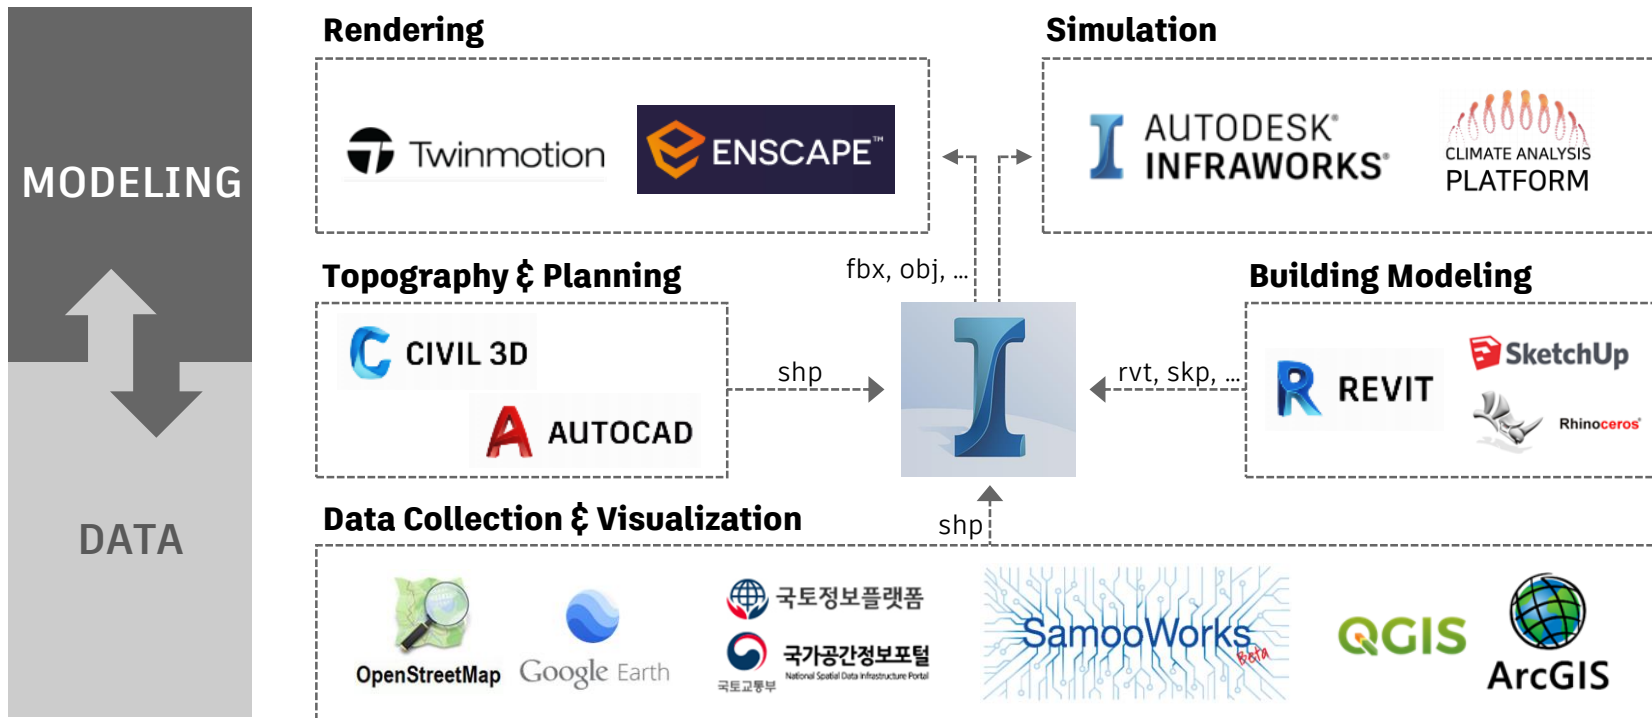 MODELING
DATA
Rendering
Twinmotion
ENSCAPE™
Simulation
AUTODESK®
INFRAWORKS®
CLIMATE ANALYSIS
PLATFORM
fbx, obj, ...
Topography & Planning
CIVIL 3D
AUTOCAD
shp
Building Modeling
rvt, skp, ...
REVIT
SketchUp
Rhinoceros®
Data Collection & Visualization
shp
OpenStreetMap
Google Earth
국토정보플랫폼
국토교통부
국가공간정보포털
National Spatial Data Infrastructure Portal
SamooWorks
Beta
QGIS
ArcGIS